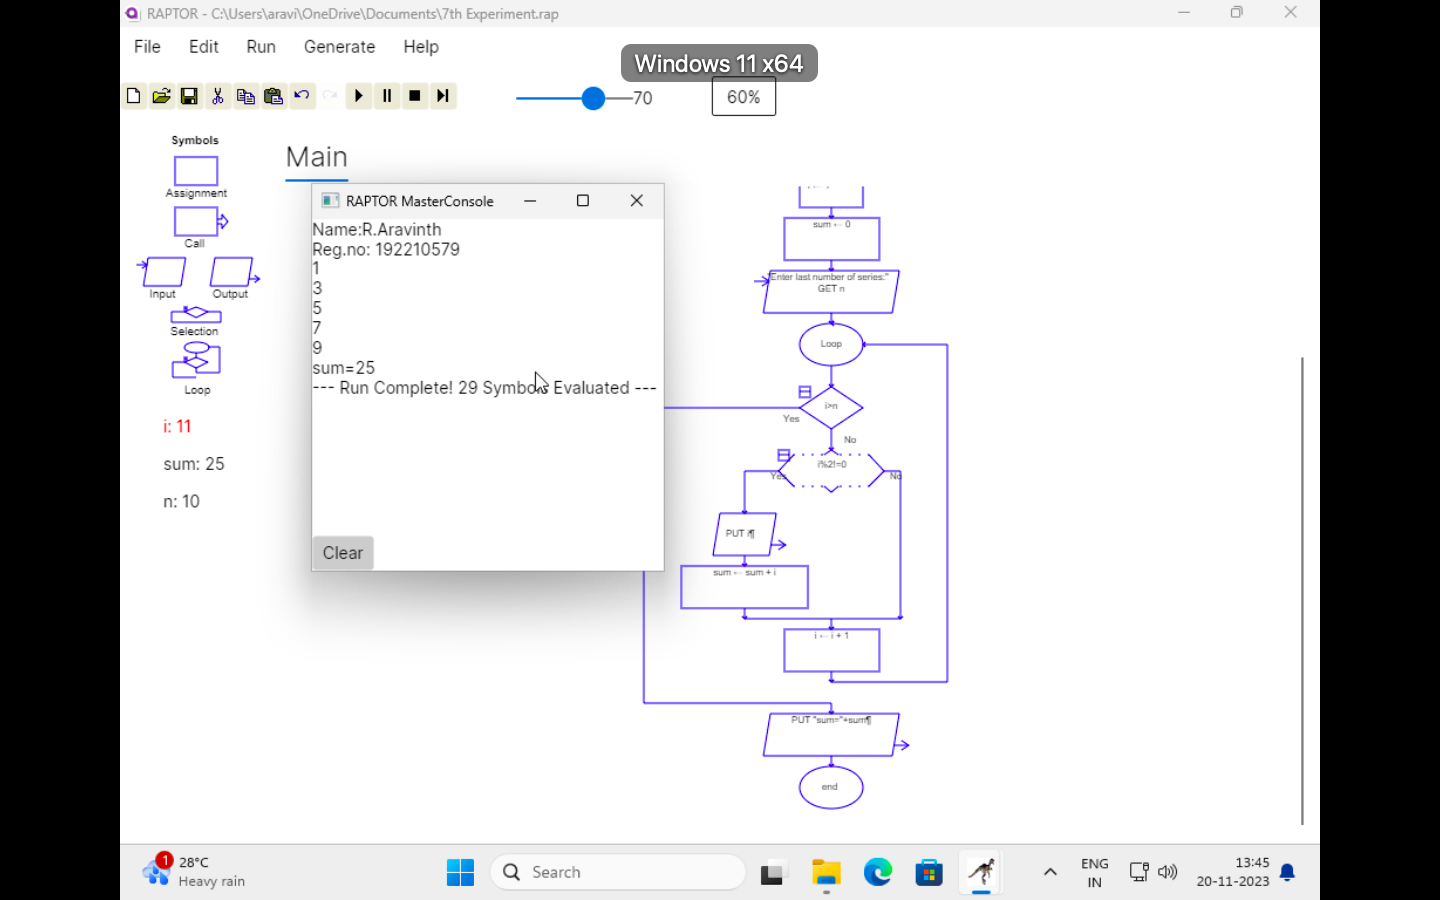 RAPTOR - C:\Users\aravi\OneDrive\Documents\7th Experiment.rap
File Edit Run Generate Help
Windows 11 x64
70
60%
Symbols
Assignment
Call
Input Output
Selection
Loop
i: 11
sum: 25
n: 10
Main
RAPTOR MasterConsole
Name:R.Aravinth
Reg.no: 192210579
1
3
5
7
9
sum=25
--- Run Complete! 29 Symbols Evaluated ---
Clear
sum ← 0
"Enter last number of series:"
GET n
Loop
i>n
Yes
No
i%2!=0
Yes
No
PUT i¶
sum ← sum + i
i ← i + 1
PUT "sum="+sum¶
end
1
28°C
Heavy rain
Search
ENG
IN
13:45
20-11-2023